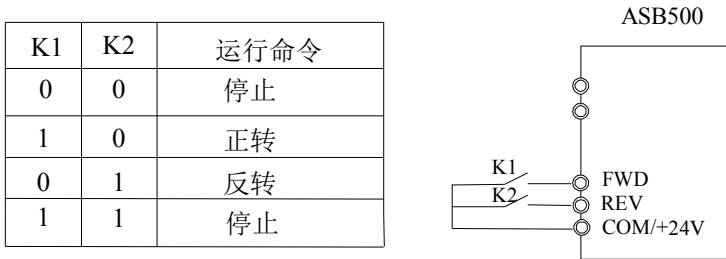 ASB500
K1 K2 运行命令
0 0 停止
1 0 正转
0 1 反转
1 1 停止
K1 FWD
K2 REV
COM/+24V